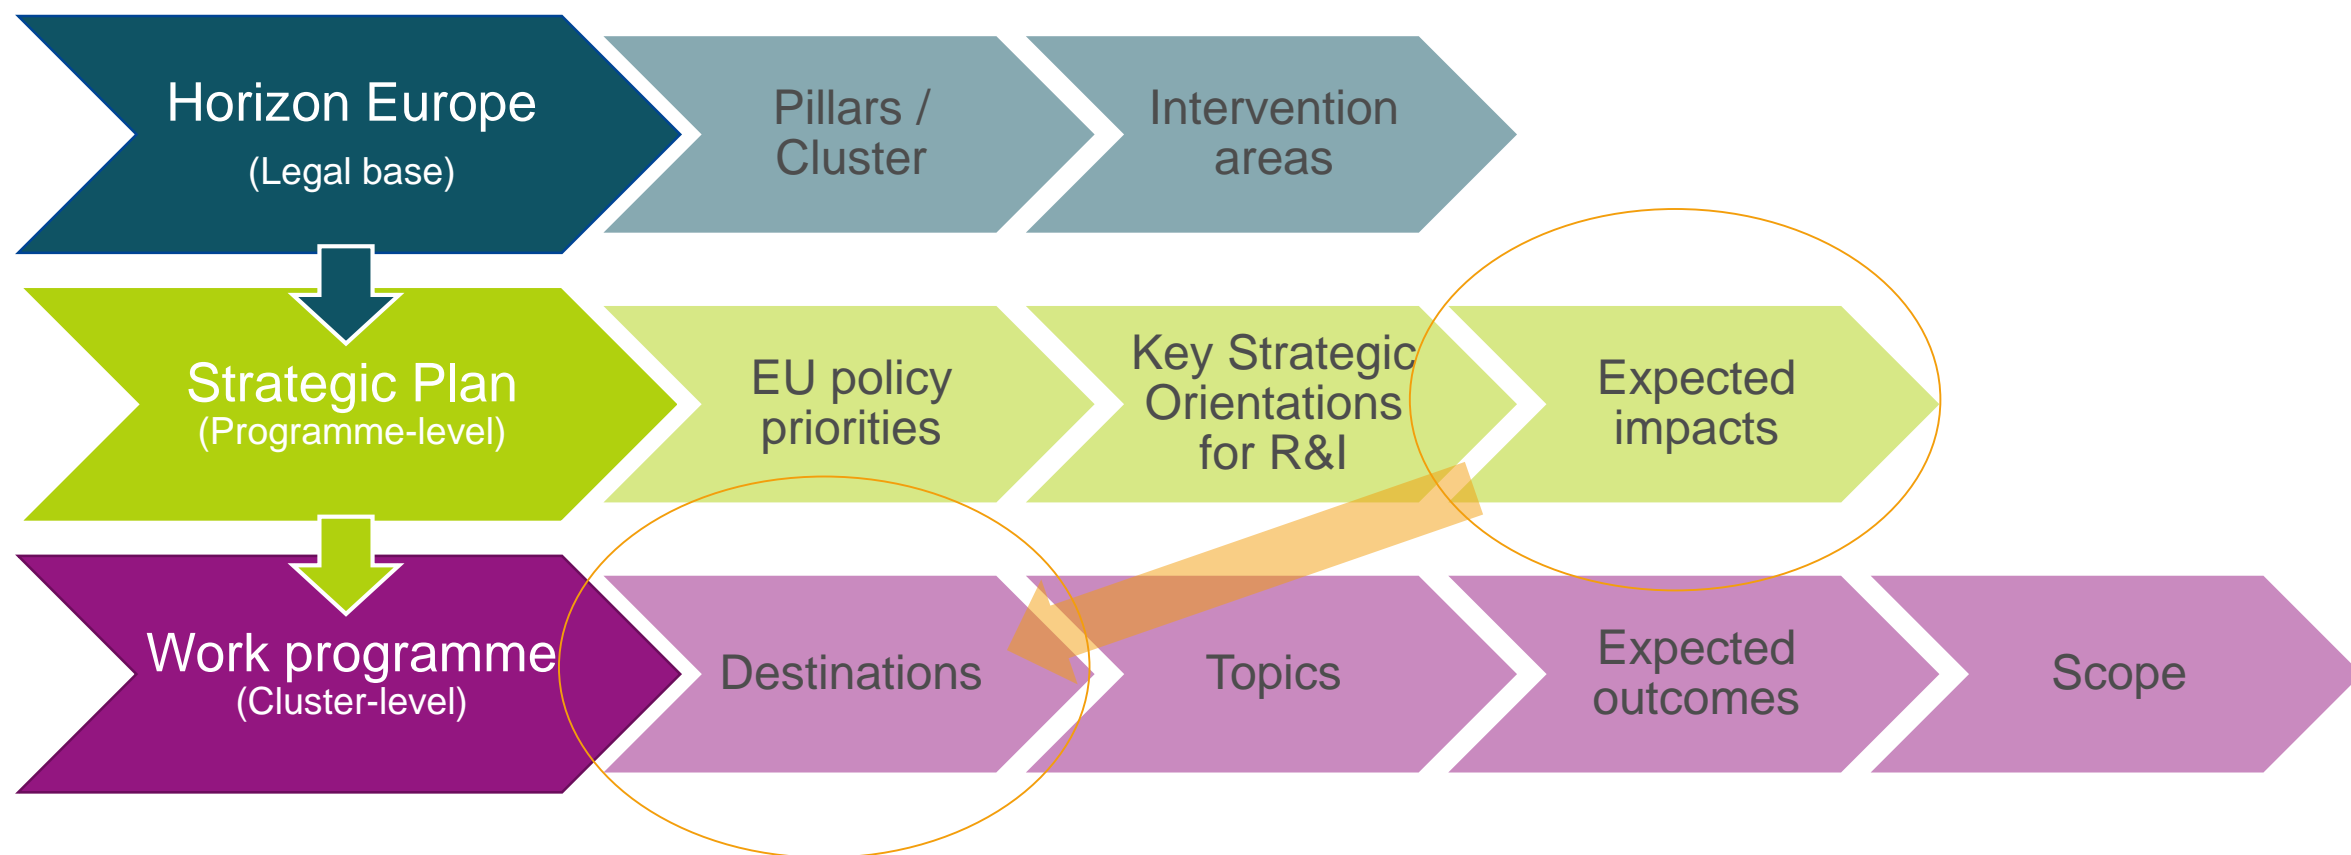 Horizon Europe
(Legal base)
Pillars /
Cluster
Intervention
areas
Strategic Plan
(Programme-level)
EU policy
priorities
Key Strategic
Orientations
for R&I
Expected
impacts
Work programme
(Cluster-level)
Destinations
Topics
Expected
outcomes
Scope